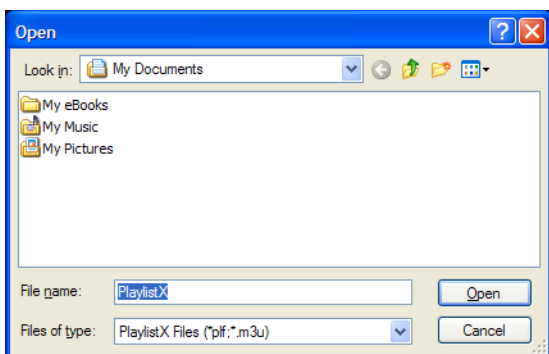 Open
Look in: My Documents
My eBooks
My Music
My Pictures
File name: PlaylistX Open
Files of type: PlaylistX Files (*plf;*.m3u) Cancel